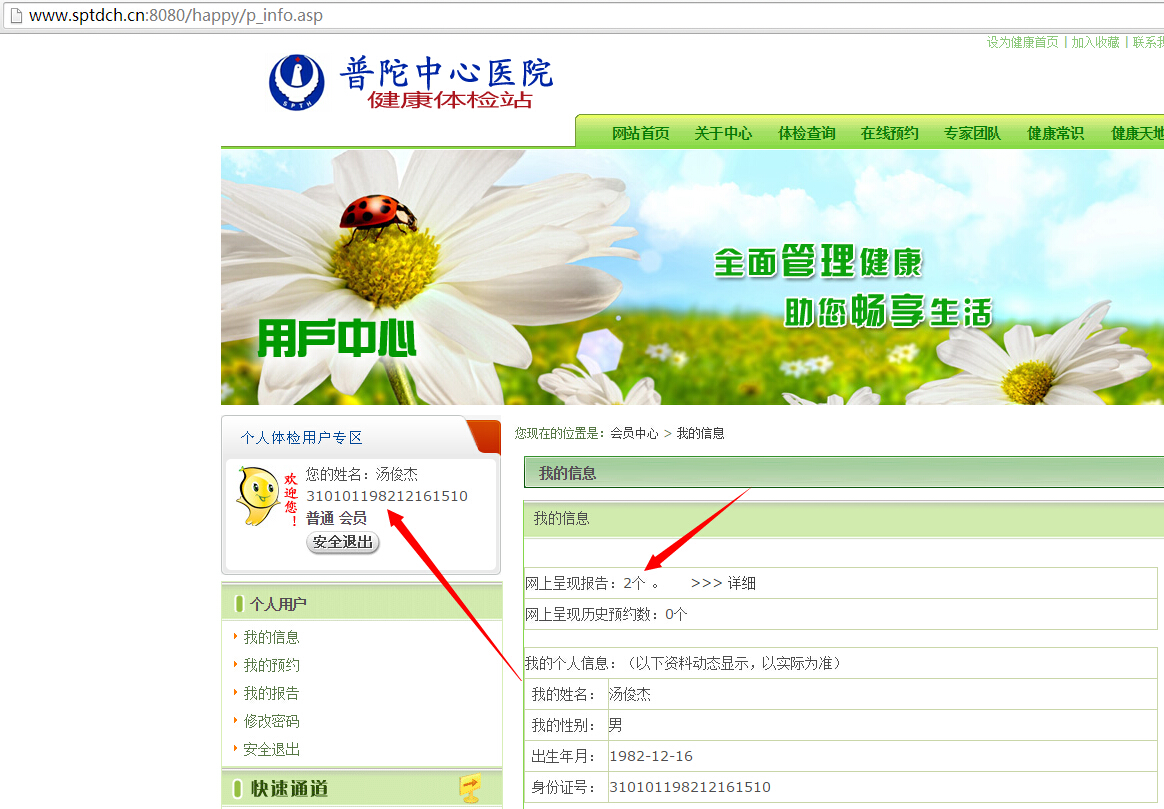 www.sptdch.cn:8080/happy/p_info.asp
设为健康首页 | 加入收藏 | 联系我
普陀中心医院
健康体检站
SPTH
网站首页 关于中心 体检查询 在线预约 专家团队 健康常识 健康天地
全面管理健康
助您畅享生活
用戶中心
个人体检用户专区
欢迎您!
您的姓名：汤俊杰
310101198212161510
普通 会员
安全退出
个人用户
我的信息
我的预约
我的报告
修改密码
安全退出
快速通道
您现在的位置是：会员中心 > 我的信息
我的信息
我的信息
网上呈现报告：2个 。 >>> 详细
网上呈现历史预约数：0个
我的个人信息：（以下资料动态显示，以实际为准）
我的姓名： 汤俊杰
我的性别： 男
出生年月： 1982-12-16
身份证号： 310101198212161510